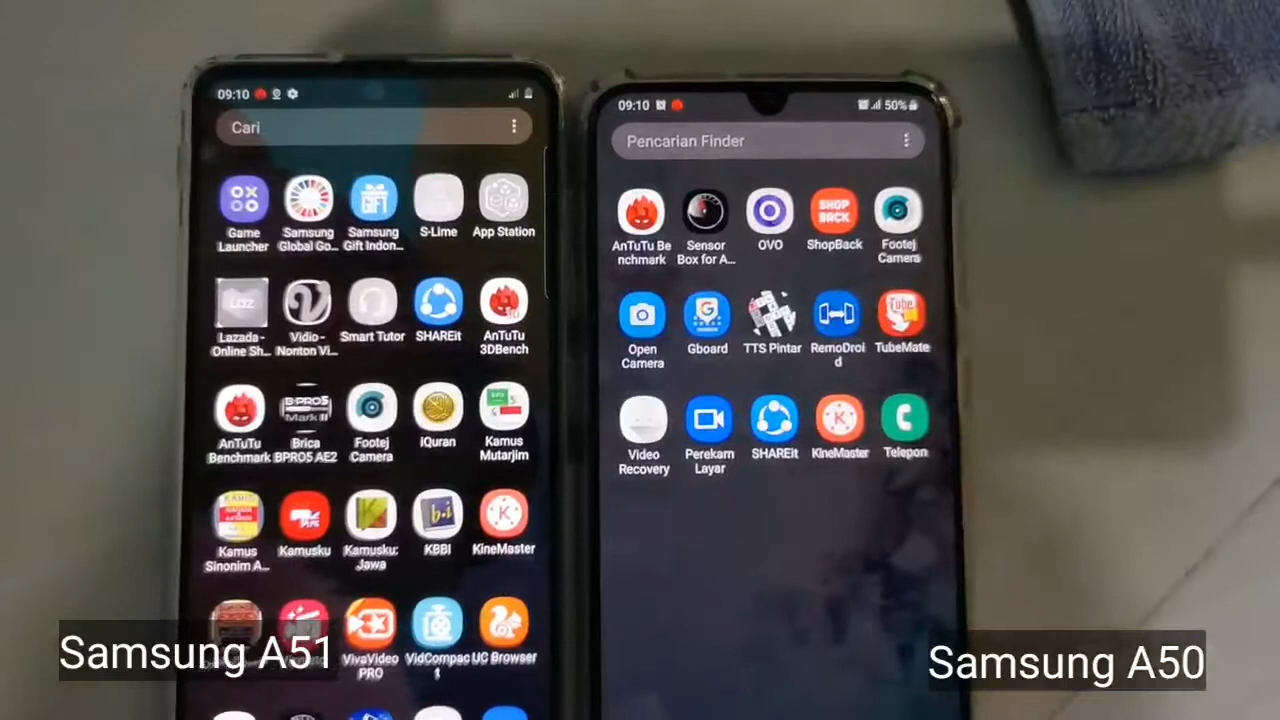 09:10
Cari
Game Launcher
Samsung Global Go...
Samsung Gift Indon...
S-Lime
App Station
Lazada - Online Sh...
Vidio - Nonton Vi...
Smart Tutor
SHAREit
AnTuTu 3DBench
AnTuTu Benchmark
Brica BPRO5 AE2
Footej Camera
iQuran
Kamus Mutarjim
Kamus Sinonim A...
Kamusku
Kamusku: Jawa
KBBI
KineMaster
VivaVideo PRO
VidCompact
UC Browser
Samsung A51
09:10
50%
Pencarian Finder
AnTuTu Benchmark
Sensor Box for A...
OVO
ShopBack
Footej Camera
Open Camera
Gboard
TTS Pintar
RemoDroid
TubeMate
Video Recovery
Perekam Layar
SHAREit
KineMaster
Telepon
Samsung A50